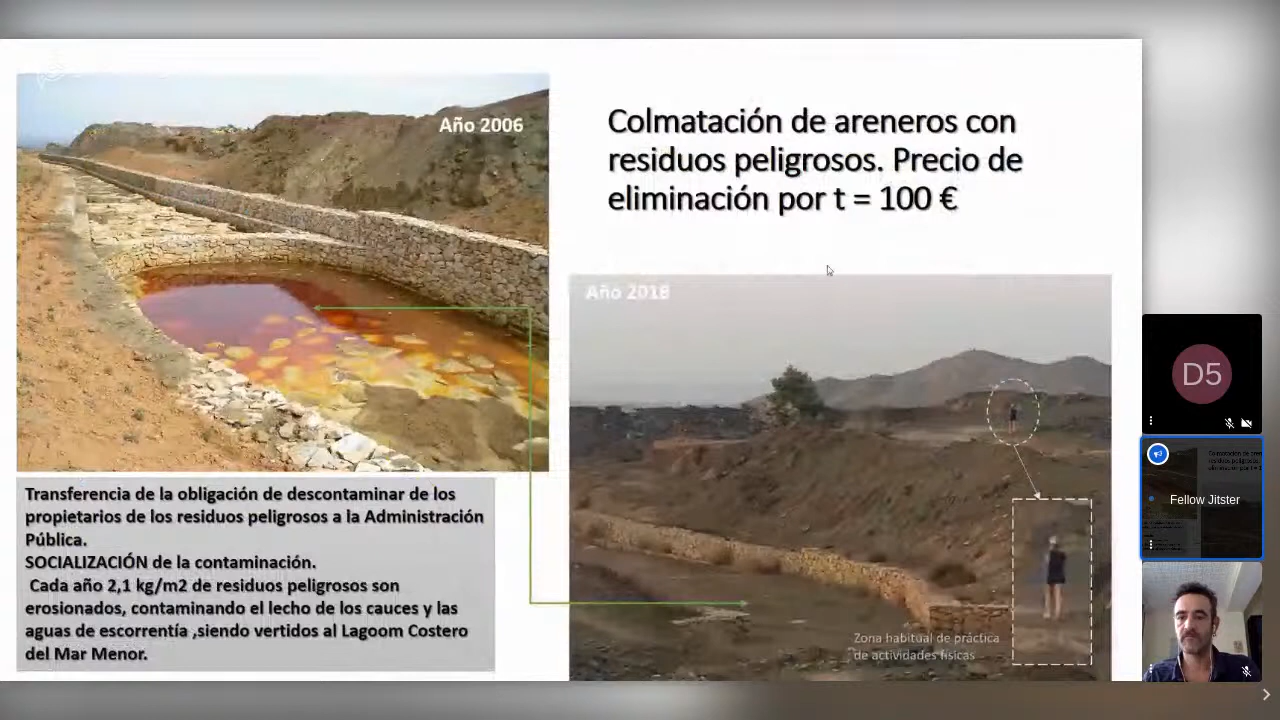 Año 2006
Colmatación de areneros con
residuos peligrosos. Precio de
eliminación por t = 100 €
Año 2018
Transferencia de la obligación de descontaminar de los
propietarios de los residuos peligrosos a la Administración
Pública.
SOCIALIZACIÓN de la contaminación.
Cada año 2,1 kg/m2 de residuos peligrosos son
erosionados, contaminando el lecho de los cauces y las
aguas de escorrentía ,siendo vertidos al Lagoom Costero
del Mar Menor.
Zona habitual de práctica
de actividades físicas
D5
Fellow Jitster